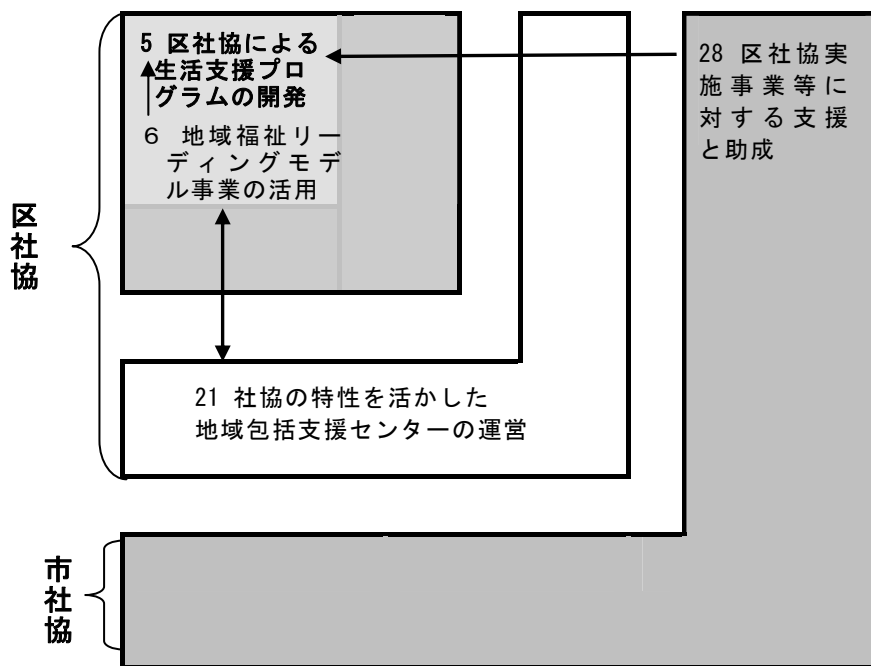 5 区社協による
生活支援プロ
グラムの開発
６ 地域福祉リー
ディングモデ
ル事業の活用
28 区社協実
施事業等に
対する支援
と助成
区社協
21 社協の特性を活かした
地域包括支援センターの運営
市社協